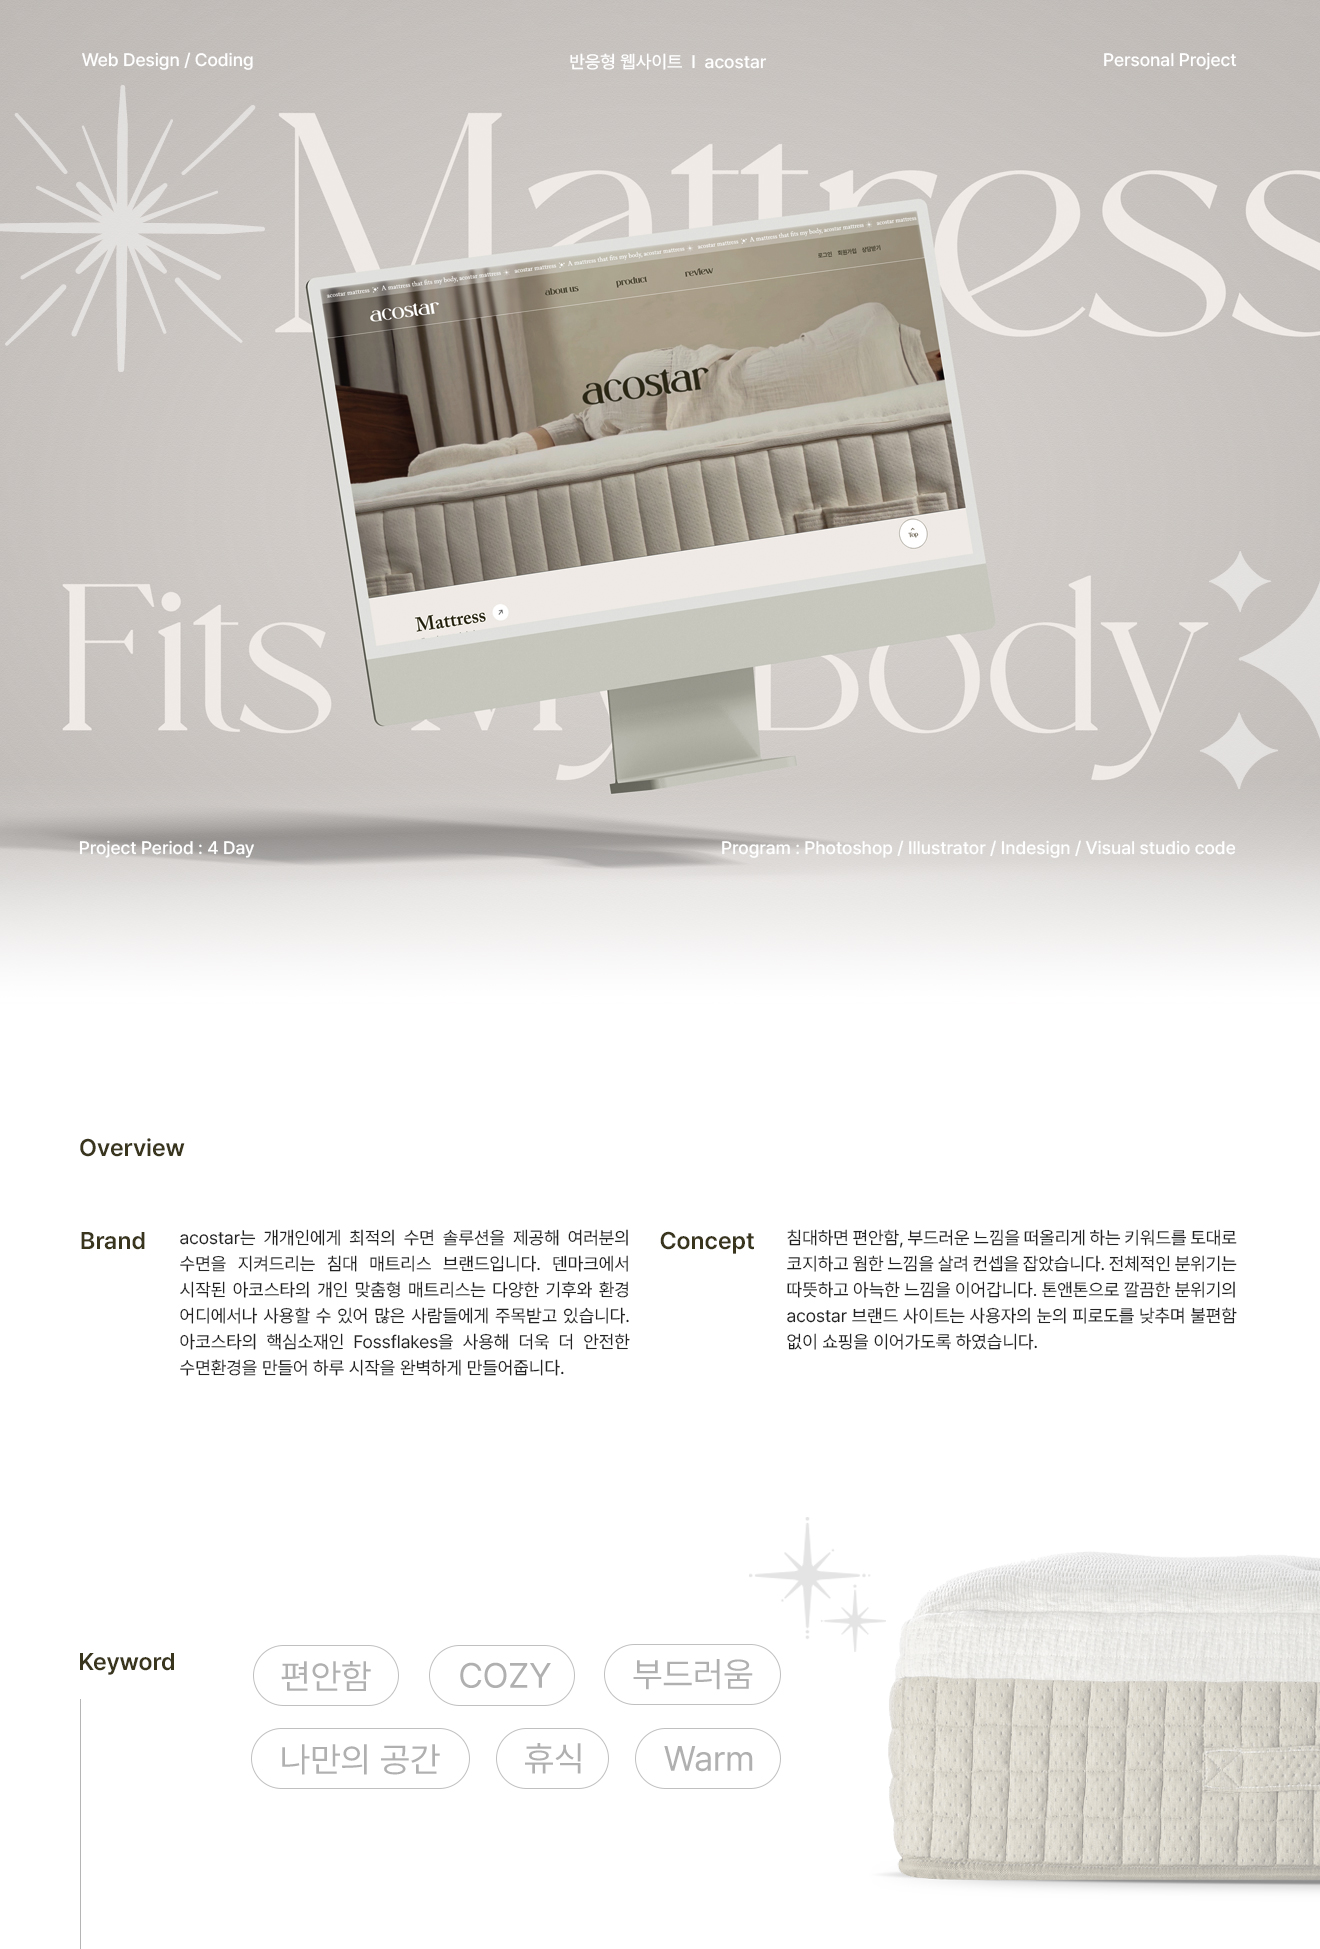 Web Design / Coding
반응형 웹사이트 I acostar
Personal Project
Mattress
acostar mattress A mattress that fits my body, acostar mattress acostar mattress A mattress that fits my body, acostar mattress acostar mattress A mattress that fits my body, acostar mattress acostar mattress
로그인 회원가입 상담받기
acostar
about us
product
review
acostar
Top
Mattress
Fits My Body
Project Period : 4 Day
Program : Photoshop / Illustrator / Indesign / Visual studio code
Overview
Brand
acostar는 개개인에게 최적의 수면 솔루션을 제공해 여러분의
수면을 지켜드리는 침대 매트리스 브랜드입니다. 덴마크에서
시작된 아코스타의 개인 맞춤형 매트리스는 다양한 기후와 환경
어디에서나 사용할 수 있어 많은 사람들에게 주목받고 있습니다.
아코스타의 핵심소재인 Fossflakes을 사용해 더욱 더 안전한
수면환경을 만들어 하루 시작을 완벽하게 만들어줍니다.
Concept
침대하면 편안함, 부드러운 느낌을 떠올리게 하는 키워드를 토대로
코지하고 웜한 느낌을 살려 컨셉을 잡았습니다. 전체적인 분위기는
따뜻하고 아늑한 느낌을 이어갑니다. 톤앤톤으로 깔끔한 분위기의
acostar 브랜드 사이트는 사용자의 눈의 피로도를 낮추며 불편함
없이 쇼핑을 이어가도록 하였습니다.
Keyword
편안함
COZY
부드러움
나만의 공간
휴식
Warm